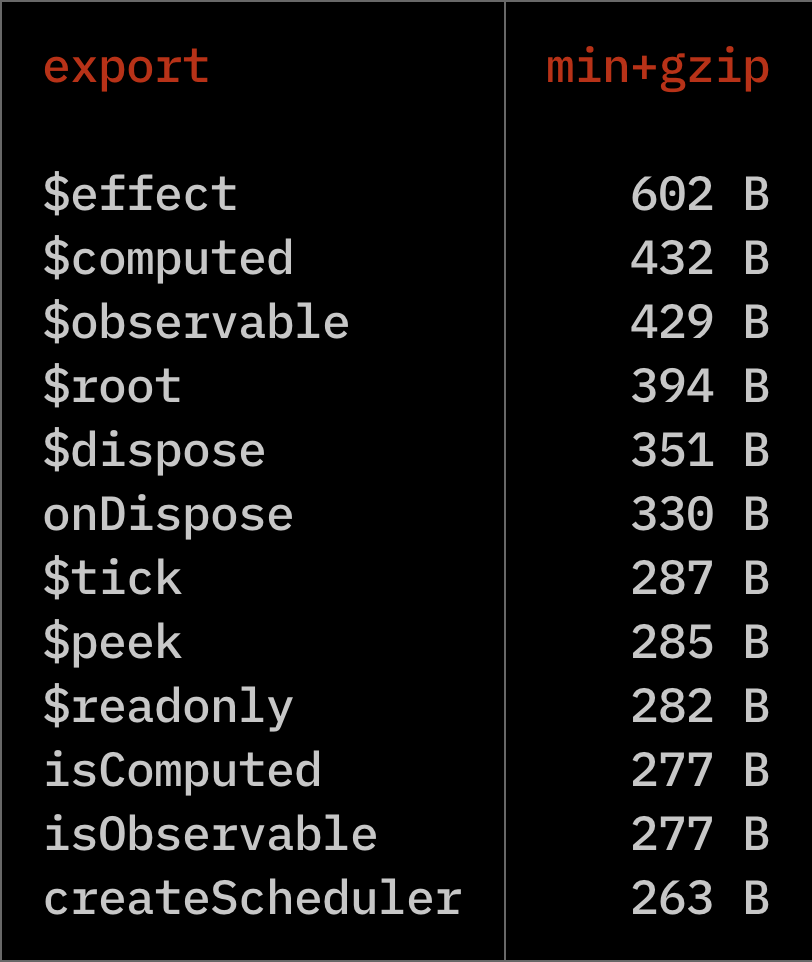 export min+gzip
$effect 602 B
$computed 432 B
$observable 429 B
$root 394 B
$dispose 351 B
onDispose 330 B
$tick 287 B
$peek 285 B
$readonly 282 B
isComputed 277 B
isObservable 277 B
createScheduler 263 B